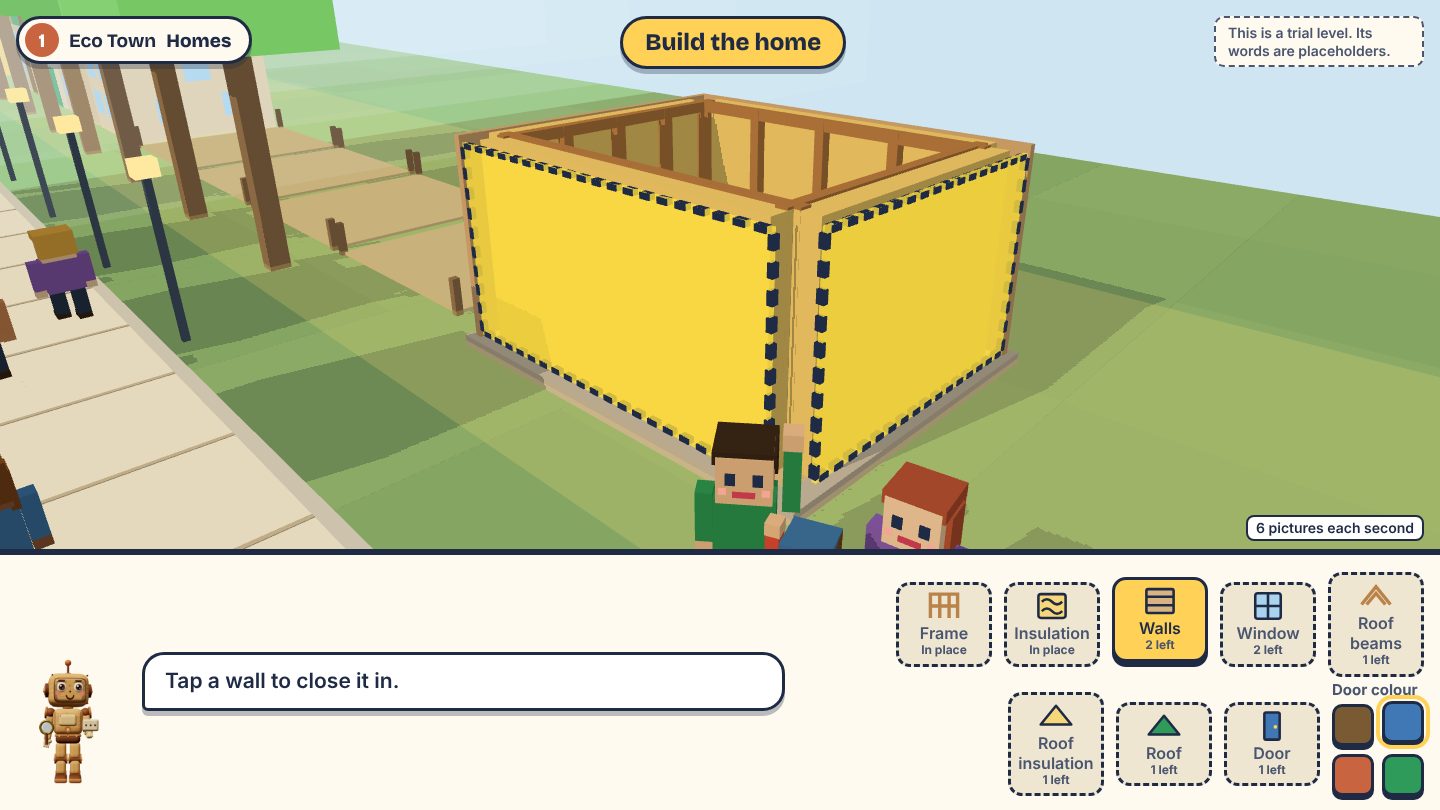 1 Eco Town Homes
Build the home
This is a trial level. Its
words are placeholders.
6 pictures each second
Tap a wall to close it in.
Frame
In place
Insulation
In place
Walls
2 left
Window
2 left
Roof
beams
1 left
Roof
insulation
1 left
Roof
1 left
Door
1 left
Door colour